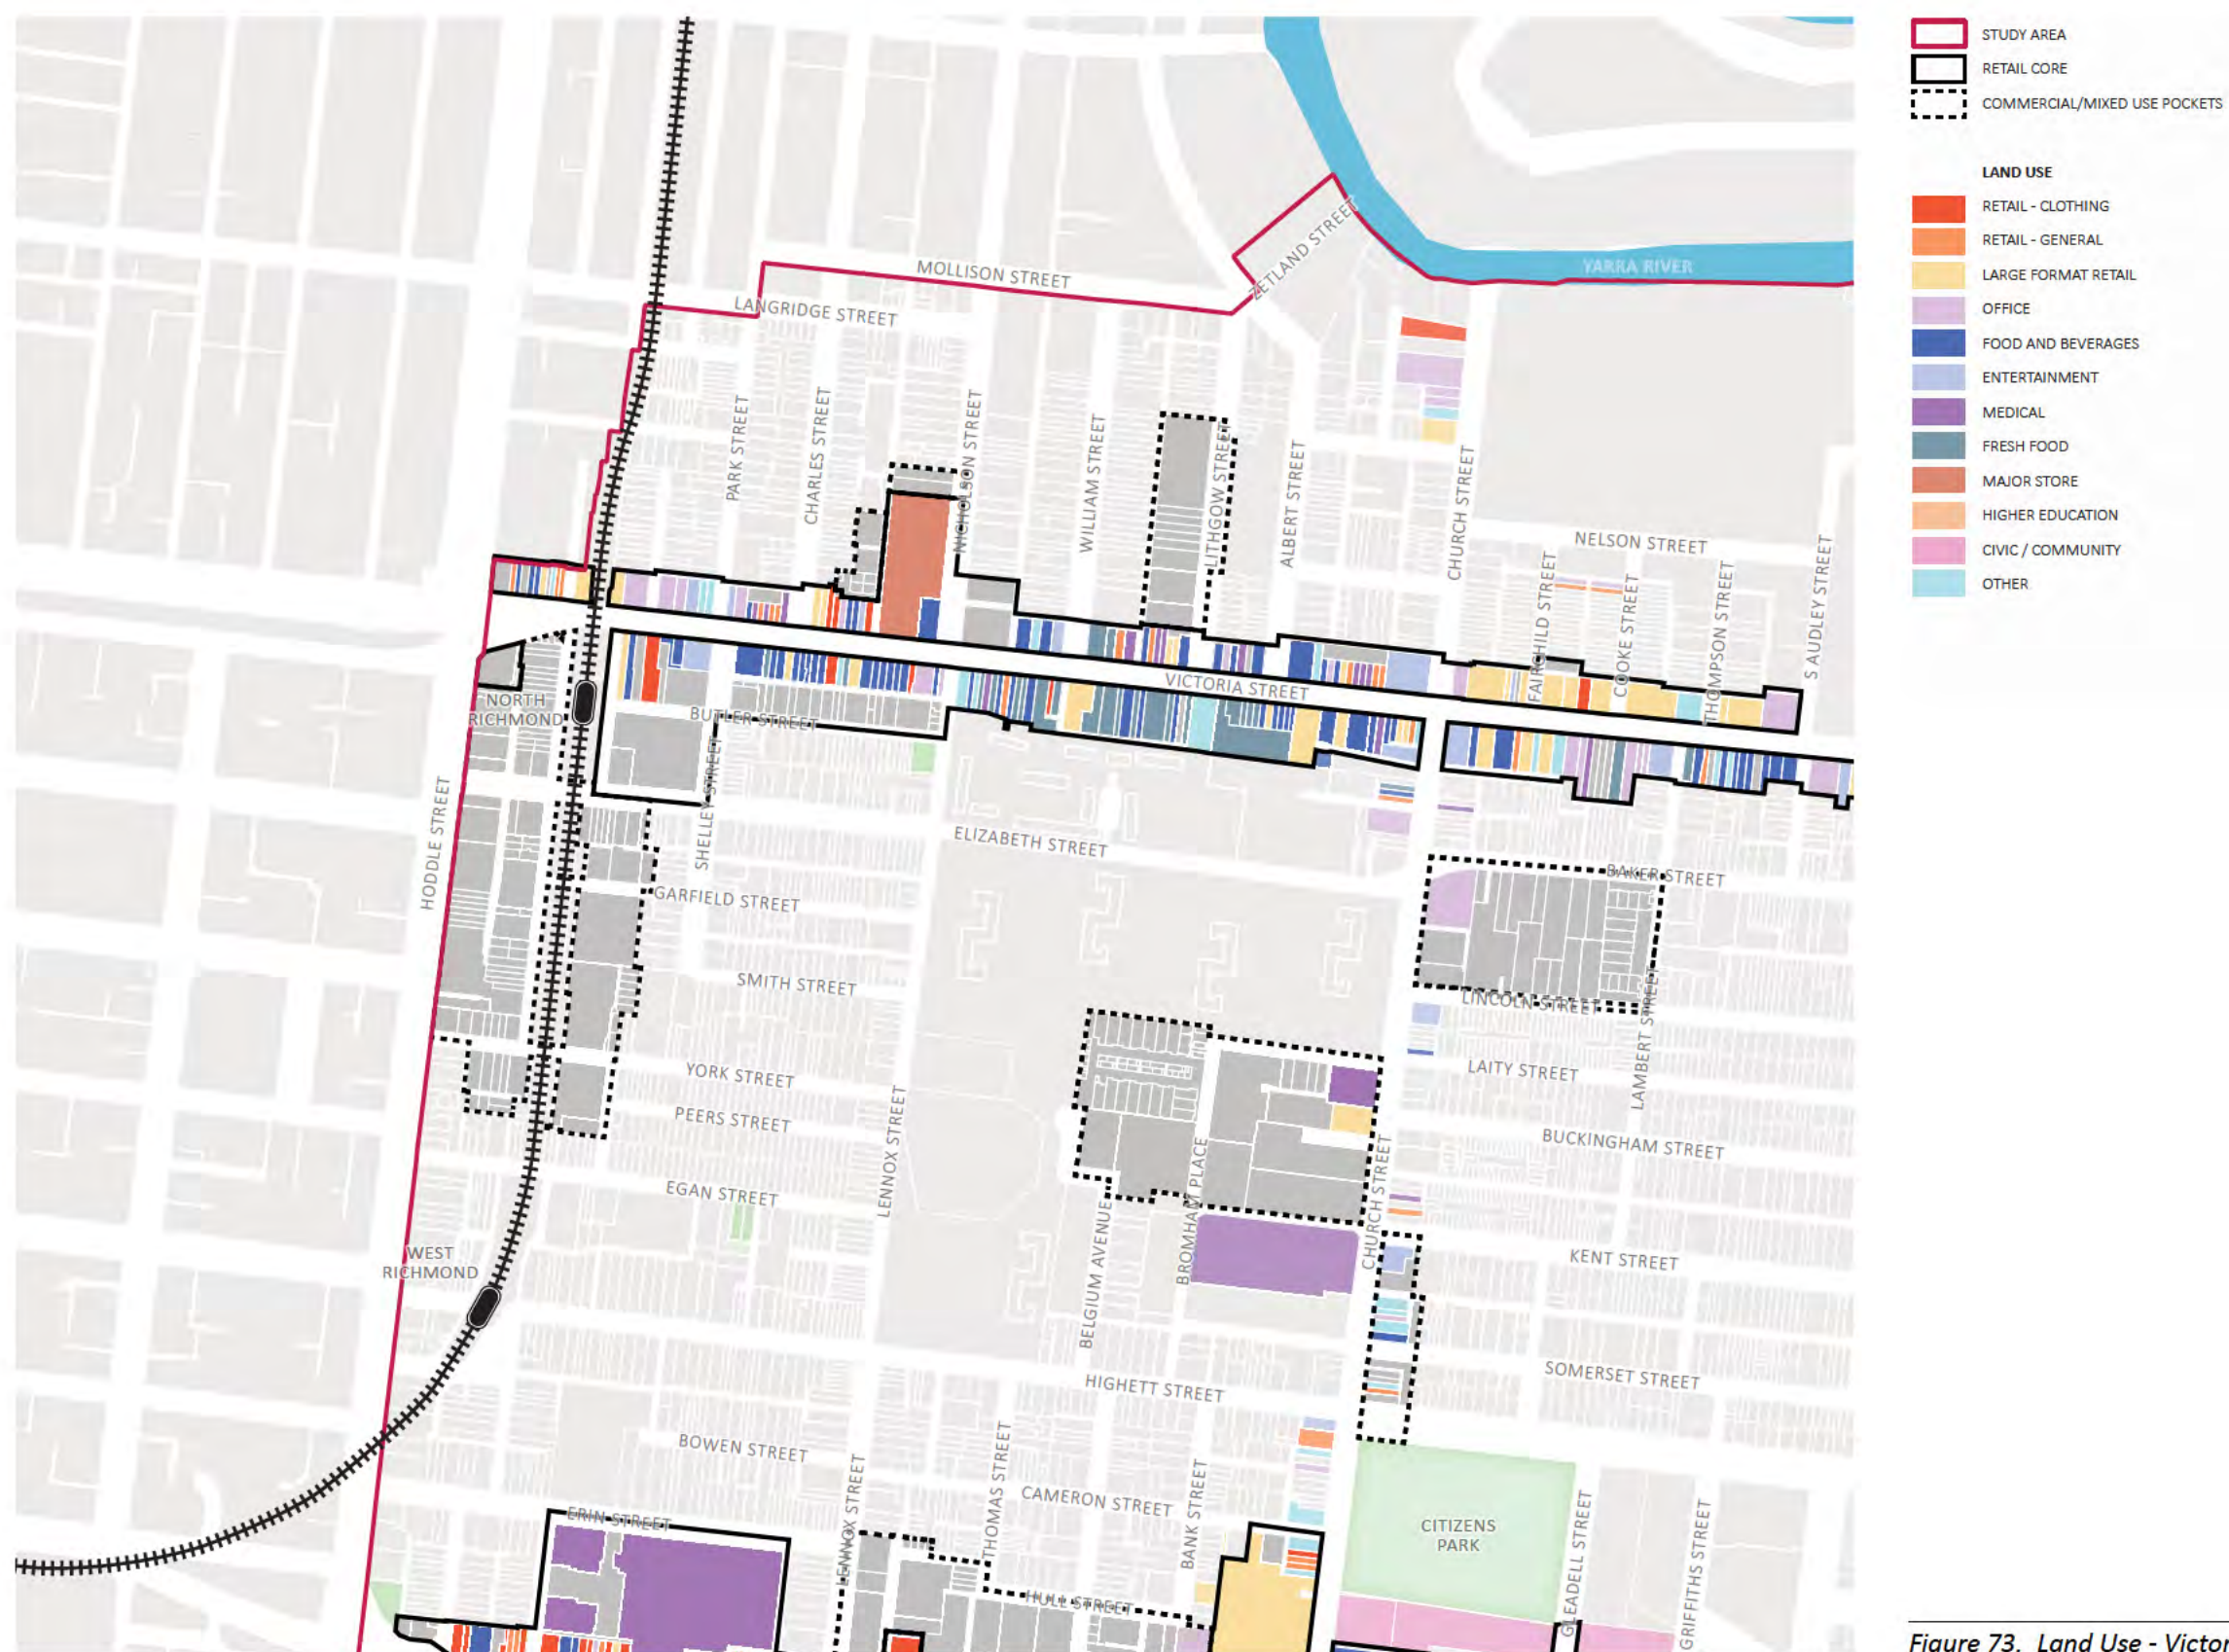 STUDY AREA
RETAIL CORE
COMMERCIAL/MIXED USE POCKETS
LAND USE
RETAIL - CLOTHING
RETAIL - GENERAL
LARGE FORMAT RETAIL
OFFICE
FOOD AND BEVERAGES
ENTERTAINMENT
MEDICAL
FRESH FOOD
MAJOR STORE
HIGHER EDUCATION
CIVIC / COMMUNITY
OTHER
ZETLAND STREET
YARRA RIVER
MOLLISON STREET
LANGRIDGE STREET
PARK STREET
CHARLES STREET
NICHOLSON STREET
WILLIAM STREET
LITHGOW STREET
ALBERT STREET
CHURCH STREET
NELSON STREET
FAIRCHILD STREET
COOKE STREET
THOMPSON STREET
S AUDLEY STREET
VICTORIA STREET
NORTH
RICHMOND
BUTLER STREET
SHELLEY STREET
HODDLE STREET
ELIZABETH STREET
BAKER STREET
GARFIELD STREET
SMITH STREET
LINCOLN STREET
LAMBERT STREET
YORK STREET
LAITY STREET
PEERS STREET
LENNOX STREET
BUCKINGHAM STREET
EGAN STREET
BELGIUM AVENUE
BROMHAM PLACE
CHURCH STREET
WEST
RICHMOND
KENT STREET
SOMERSET STREET
HIGHETT STREET
BOWEN STREET
LENNOX STREET
THOMAS STREET
CAMERON STREET
BANK STREET
ERIN STREET
CITIZENS
PARK
GLEADELL STREET
GRIFFITHS STREET
HULL STREET
Figure 73. Land Use - Victor